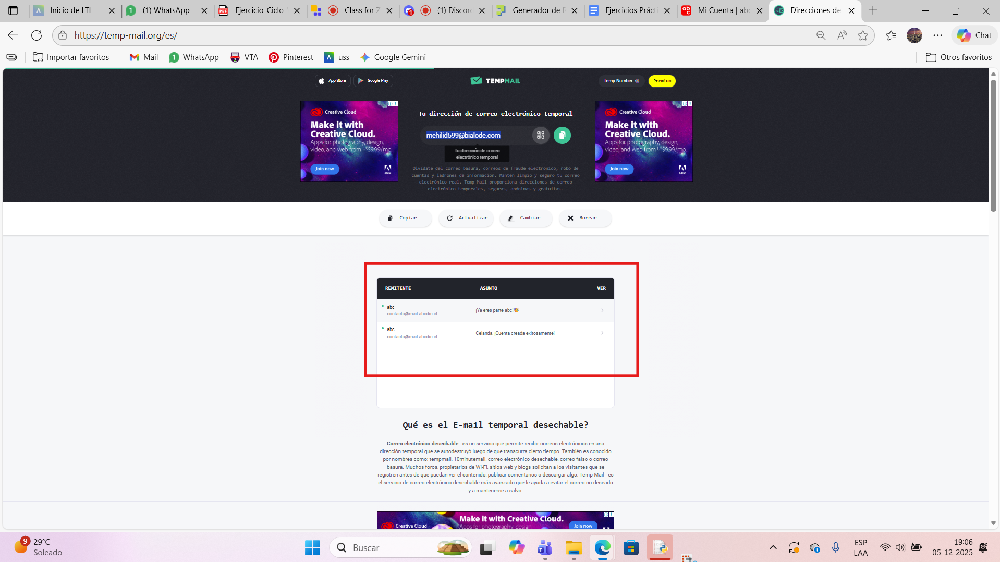 Inicio de LTI
(1) WhatsApp
Ejercicio_Ciclo_
Class for Z
(1) Discor
Generador de R
Ejercicios Prácti
Mi Cuenta | abc
Direcciones de
https://temp-mail.org/es/
Chat
Importar favoritos
Mail
WhatsApp
VTA
Pinterest
uss
Google Gemini
Otros favoritos
App Store
Google Play
TEMPMAIL
Temp Number
Premium
Creative Cloud
Make it with
Creative Cloud.
Apps for photography, design,
video, and web from US$9.99/mo
Join now
Adobe
Tu dirección de correo electrónico temporal
mehilid599@bialode.com
Tu dirección de correo
electrónico temporal
Olvídate del correo basura, correos de fraude electrónico, robo de
cuentas y ladrones de información. Mantén limpio y seguro tu correo
electrónico real. Temp Mail proporciona direcciones de correo
electrónico temporales, seguras, anónimas y gratuitas.
Creative Cloud
Make it with
Creative Cloud.
Apps for photography, design,
video, and web from US$9.99/mo
Join now
Adobe
Copiar
Actualizar
Cambiar
Borrar
REMITENTE ASUNTO VER
abc
contacto@mail.abcdin.cl
¡Ya eres parte abc!
abc
contacto@mail.abcdin.cl
Celanda, ¡Cuenta creada exitosamente!
Qué es el E-mail temporal desechable?
Correo electrónico desechable - es un servicio que permite recibir correos electrónicos en una
dirección temporal que se autodestruyó luego de que transcurra cierto tiempo. También es conocido
por nombres como: tempmail, 10minutemail, correo electrónico desechable, correo falso o correo
basura. Muchos foros, propietarios de Wi-Fi, sitios web y blogs solicitan a los visitantes que se
registren antes de que puedan ver el contenido, publicar comentarios o descargar algo. Temp-Mail - es
el servicio de correo electrónico desechable más avanzado que le ayuda a evitar el correo no deseado
y a mantenerse a salvo.
Creative Cloud
Make it with Creative Cloud.
Apps for photography, design,
Join now
9
29°C
Soleado
Buscar
ESP
LAA
19:06
05-12-2025